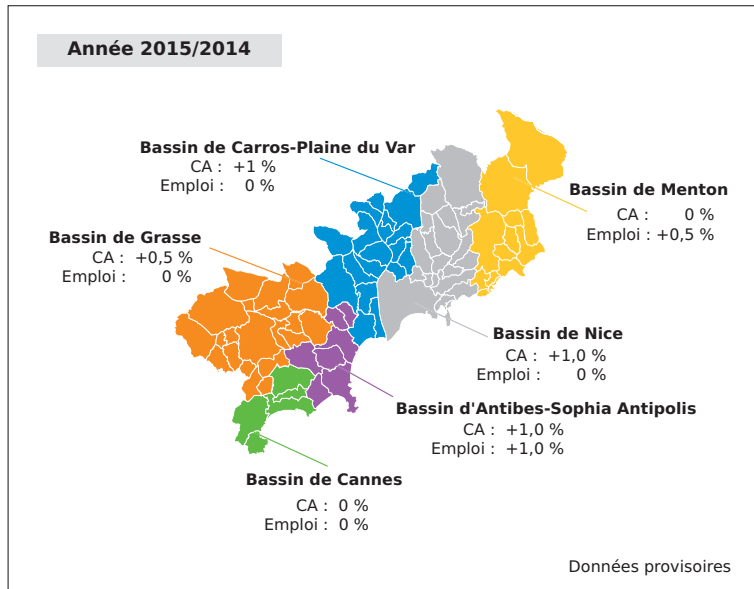 Année 2015/2014
Bassin de Carros-Plaine du Var
CA : +1 %
Emploi : 0 %
Bassin de Menton
CA : 0 %
Emploi : +0,5 %
Bassin de Grasse
CA : +0,5 %
Emploi : 0 %
Bassin de Nice
CA : +1,0 %
Emploi : 0 %
Bassin d'Antibes-Sophia Antipolis
CA : +1,0 %
Emploi : +1,0 %
Bassin de Cannes
CA : 0 %
Emploi : 0 %
Données provisoires